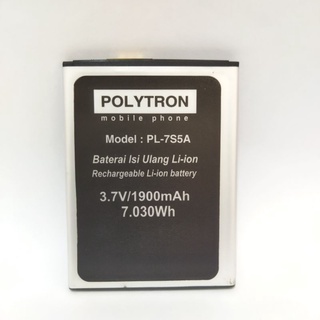 POLYTRON
mobile phone
Model : PL-7S5A
Baterai Isi Ulang Li-ion
Rechargeable Li-ion battery
3.7V/1900mAh
7.030Wh